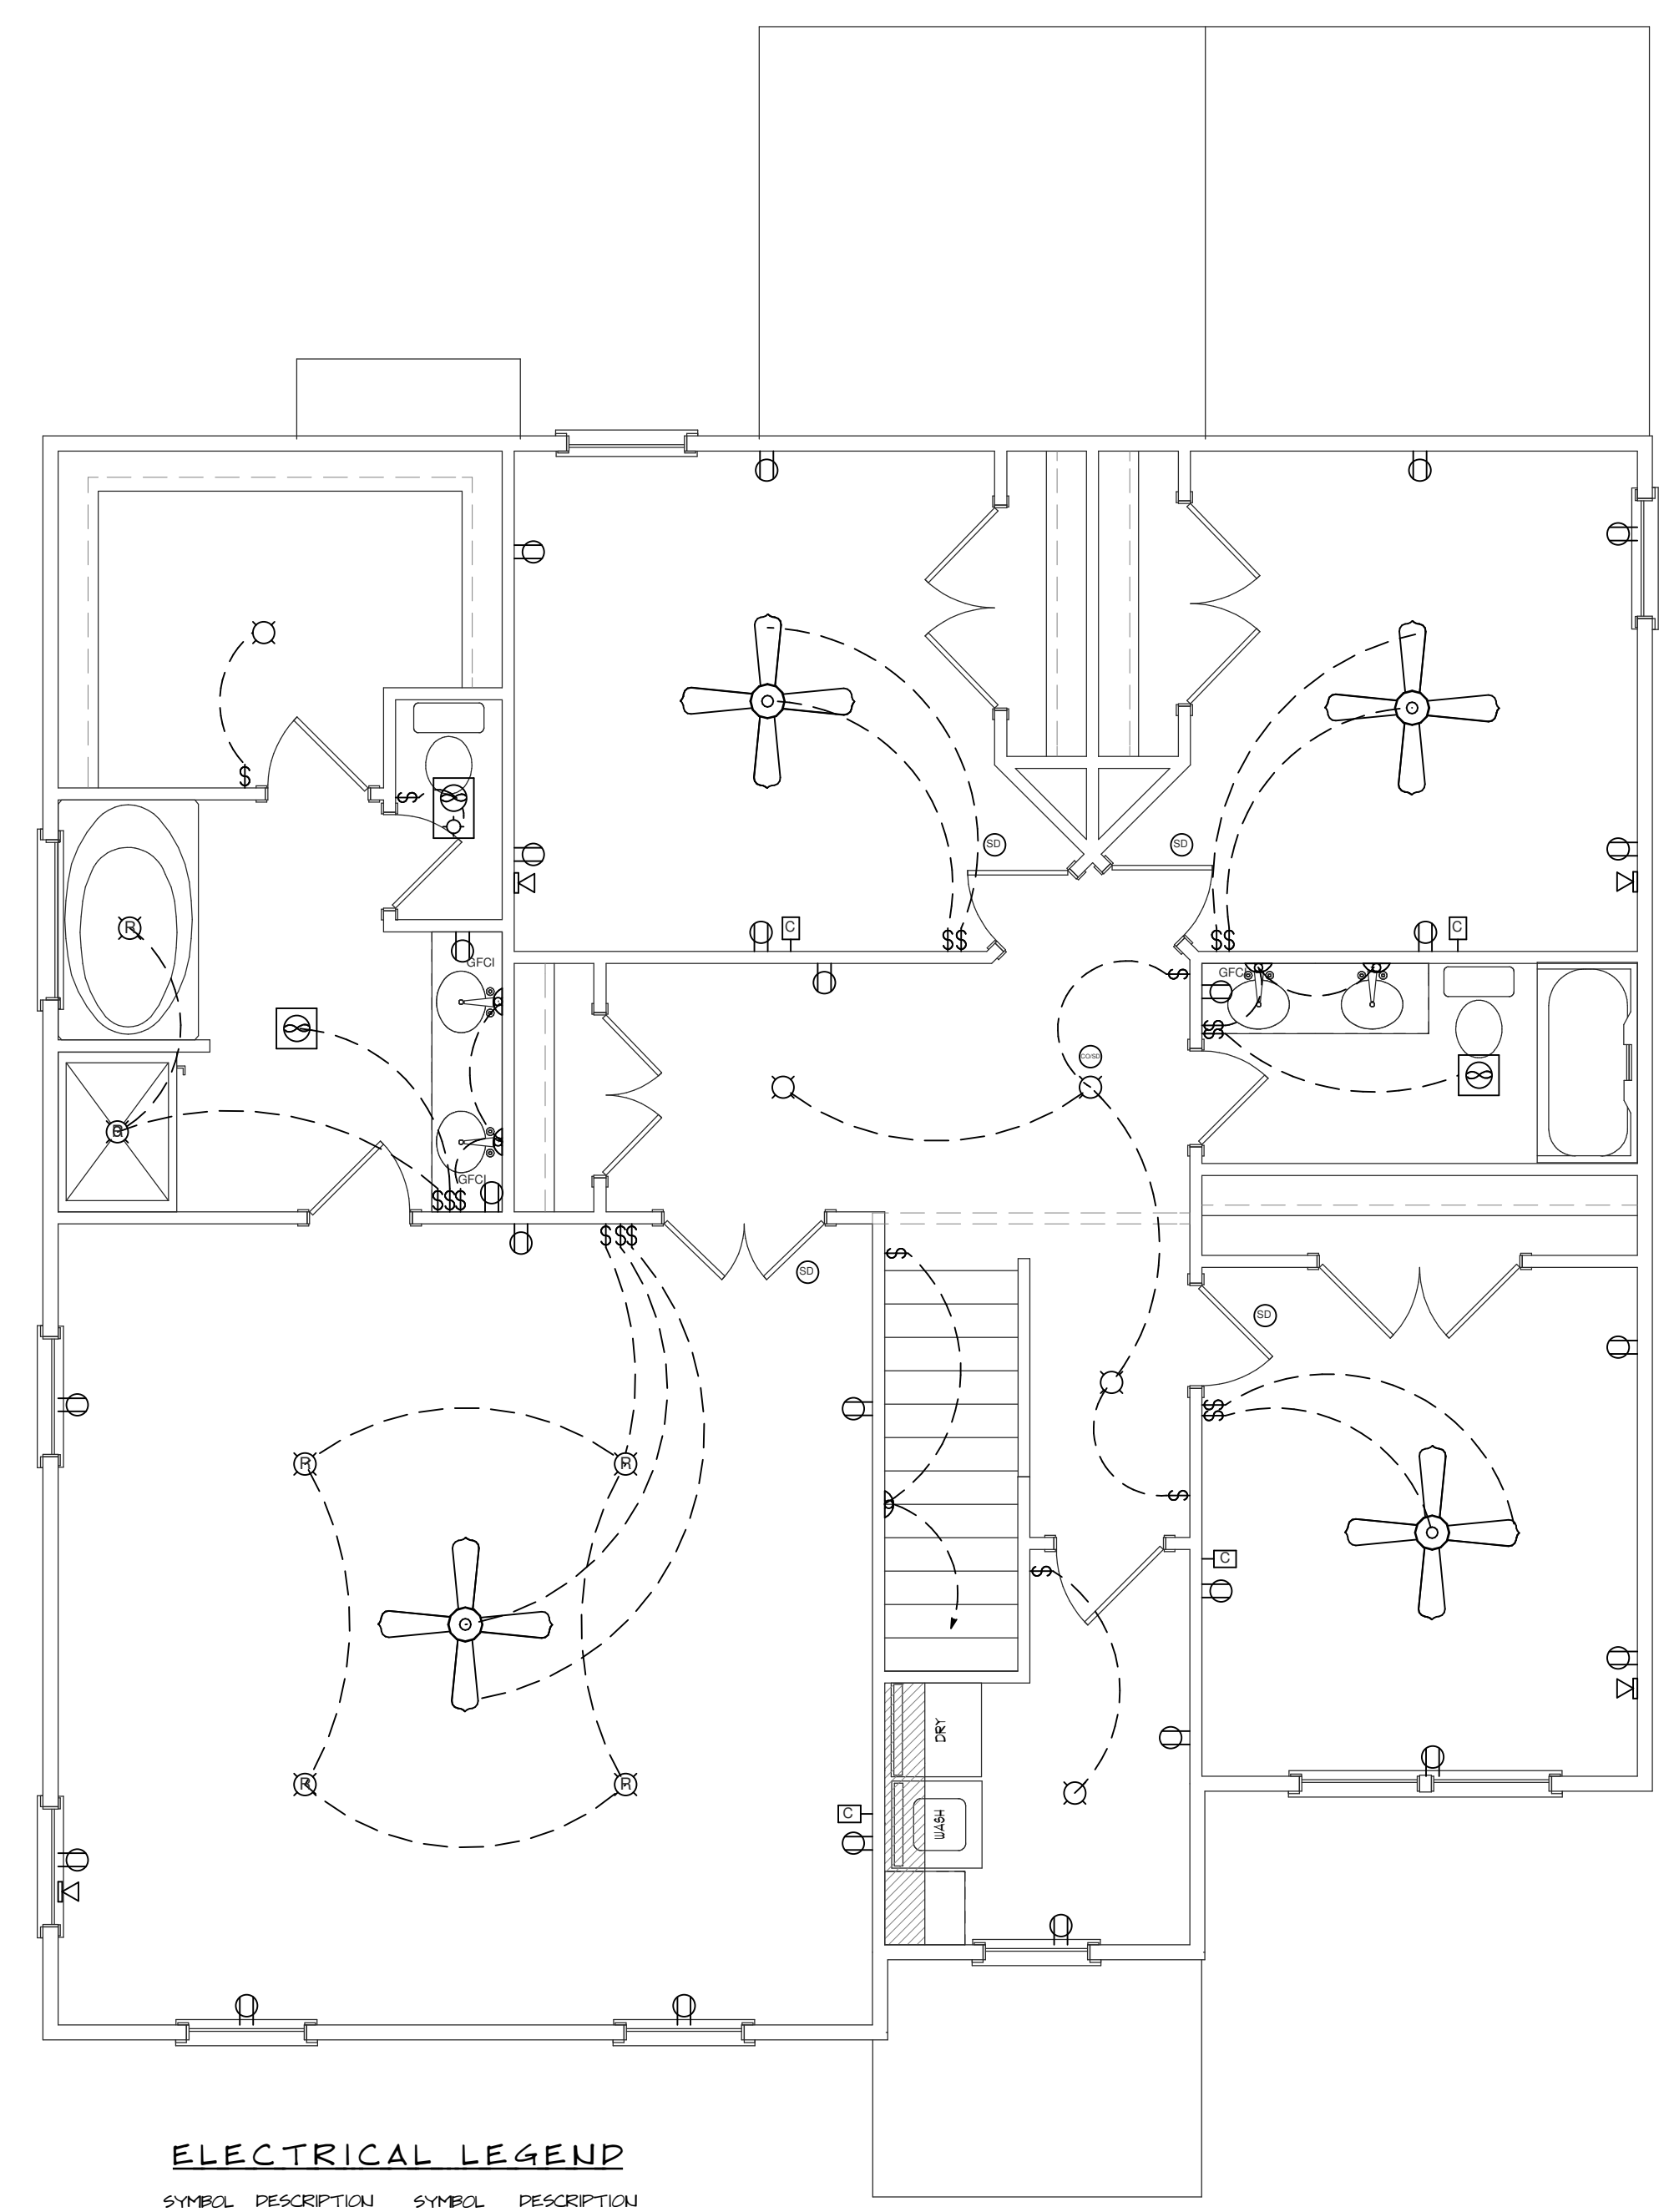 $
$
R
SD
SD
C
C
$$
$$
GFCI
$
GFCI
$
$
CO/SD
R
GFCI
$$$
$ $$
$
SD
SD
$
$
R
R
$
C
$
DRY
R
R
C
WASH
ELECTRICAL LEGEND
SYMBOL DESCRIPTION SYMBOL DESCRIPTION